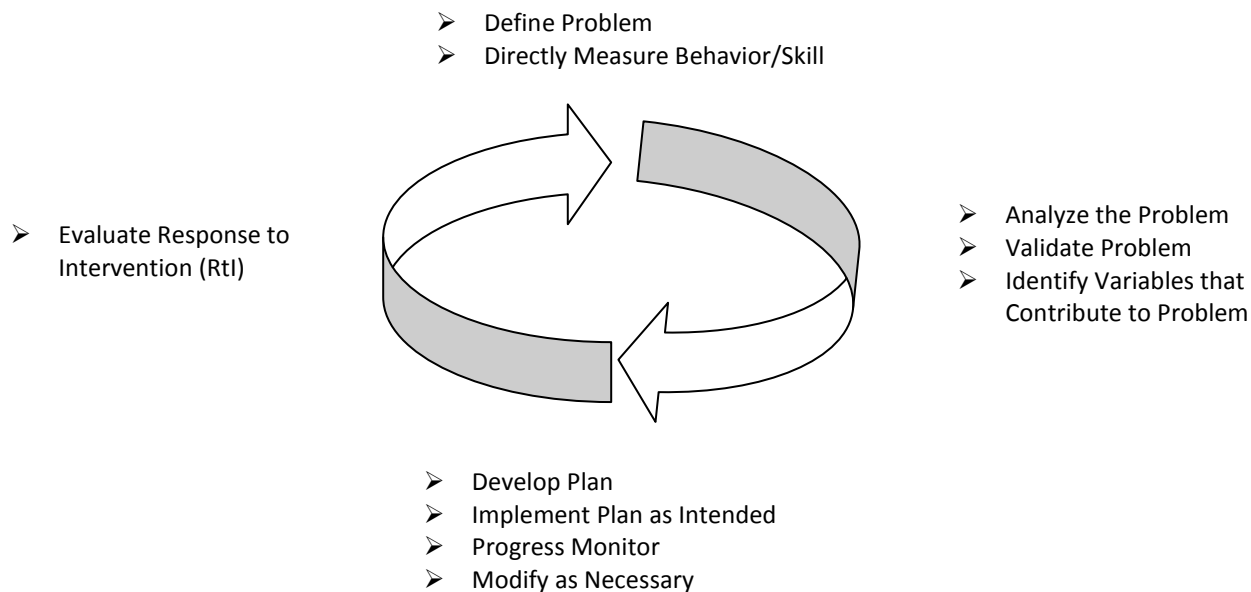 ➢ Define Problem
➢ Directly Measure Behavior/Skill
➢ Analyze the Problem
➢ Validate Problem
➢ Identify Variables that
Contribute to Problem
➢ Develop Plan
➢ Implement Plan as Intended
➢ Progress Monitor
➢ Modify as Necessary
➢ Evaluate Response to
Intervention (RtI)